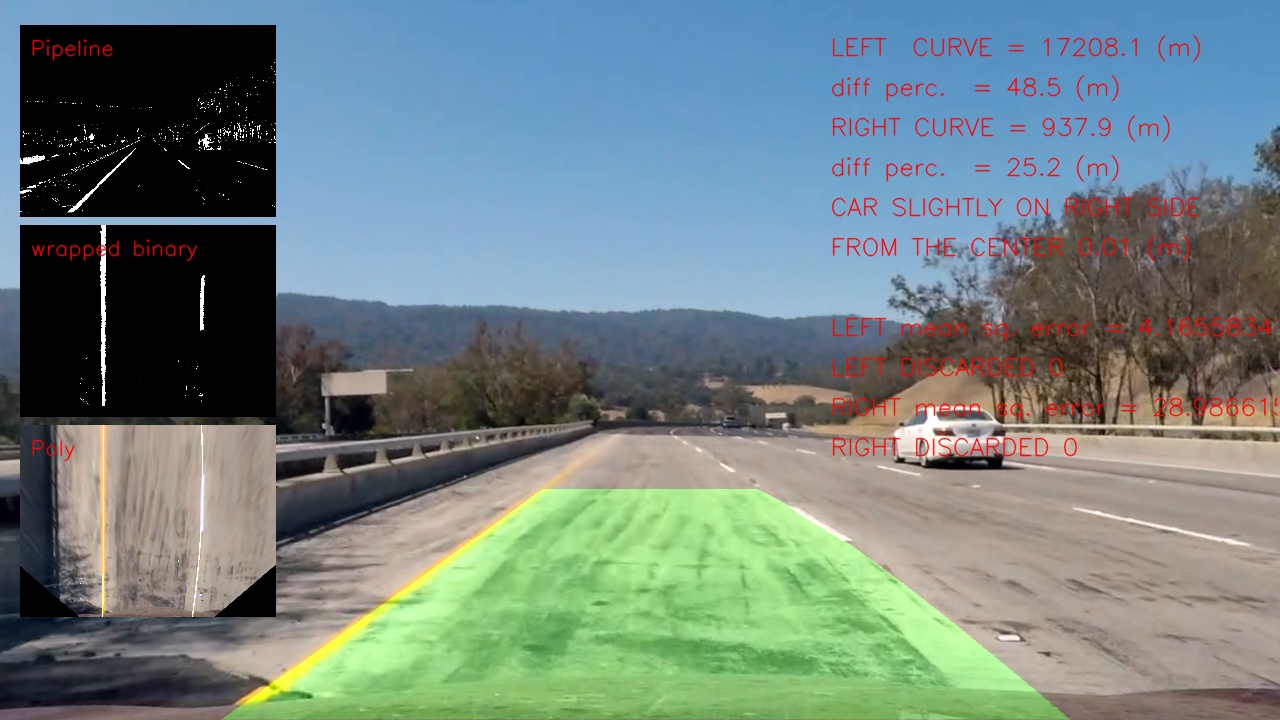 Pipeline
wrapped binary
Poly
LEFT CURVE = 17208.1 (m)
diff perc. = 48.5 (m)
RIGHT CURVE = 937.9 (m)
diff perc. = 25.2 (m)
CAR SLIGHTLY ON RIGHT SIDE
FROM THE CENTER 0.01 (m)
LEFT mean sq. error = 4.1655834
LEFT DISCARDED 0
RIGHT mean sq. error = 28.986615
RIGHT DISCARDED 0